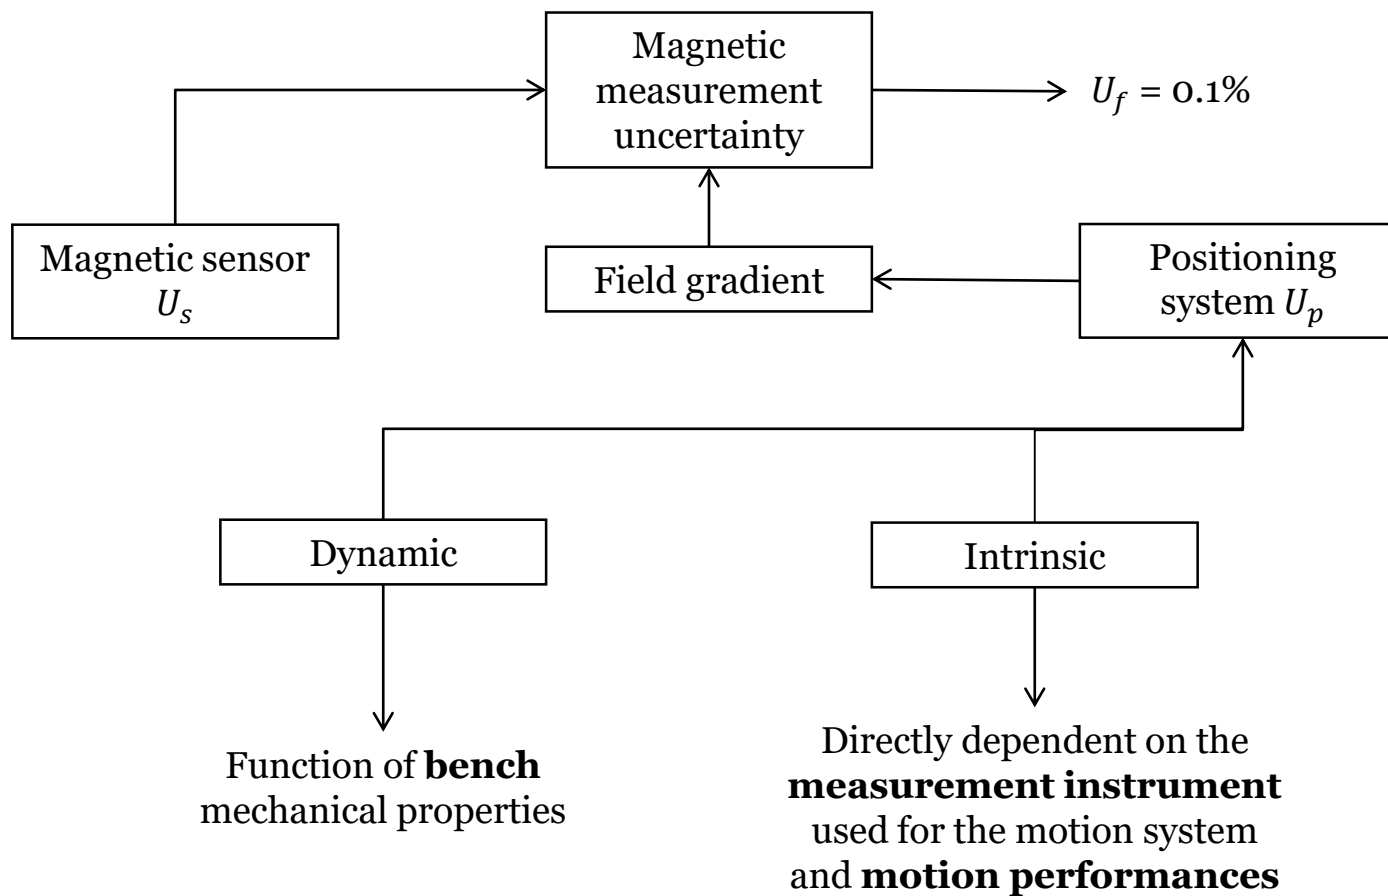 Magnetic
measurement
uncertainty
U_f = 0.1%
Magnetic sensor
U_s
Field gradient
Positioning
system U_p
Dynamic
Intrinsic
Function of bench
mechanical properties
Directly dependent on the
measurement instrument
used for the motion system
and motion performances